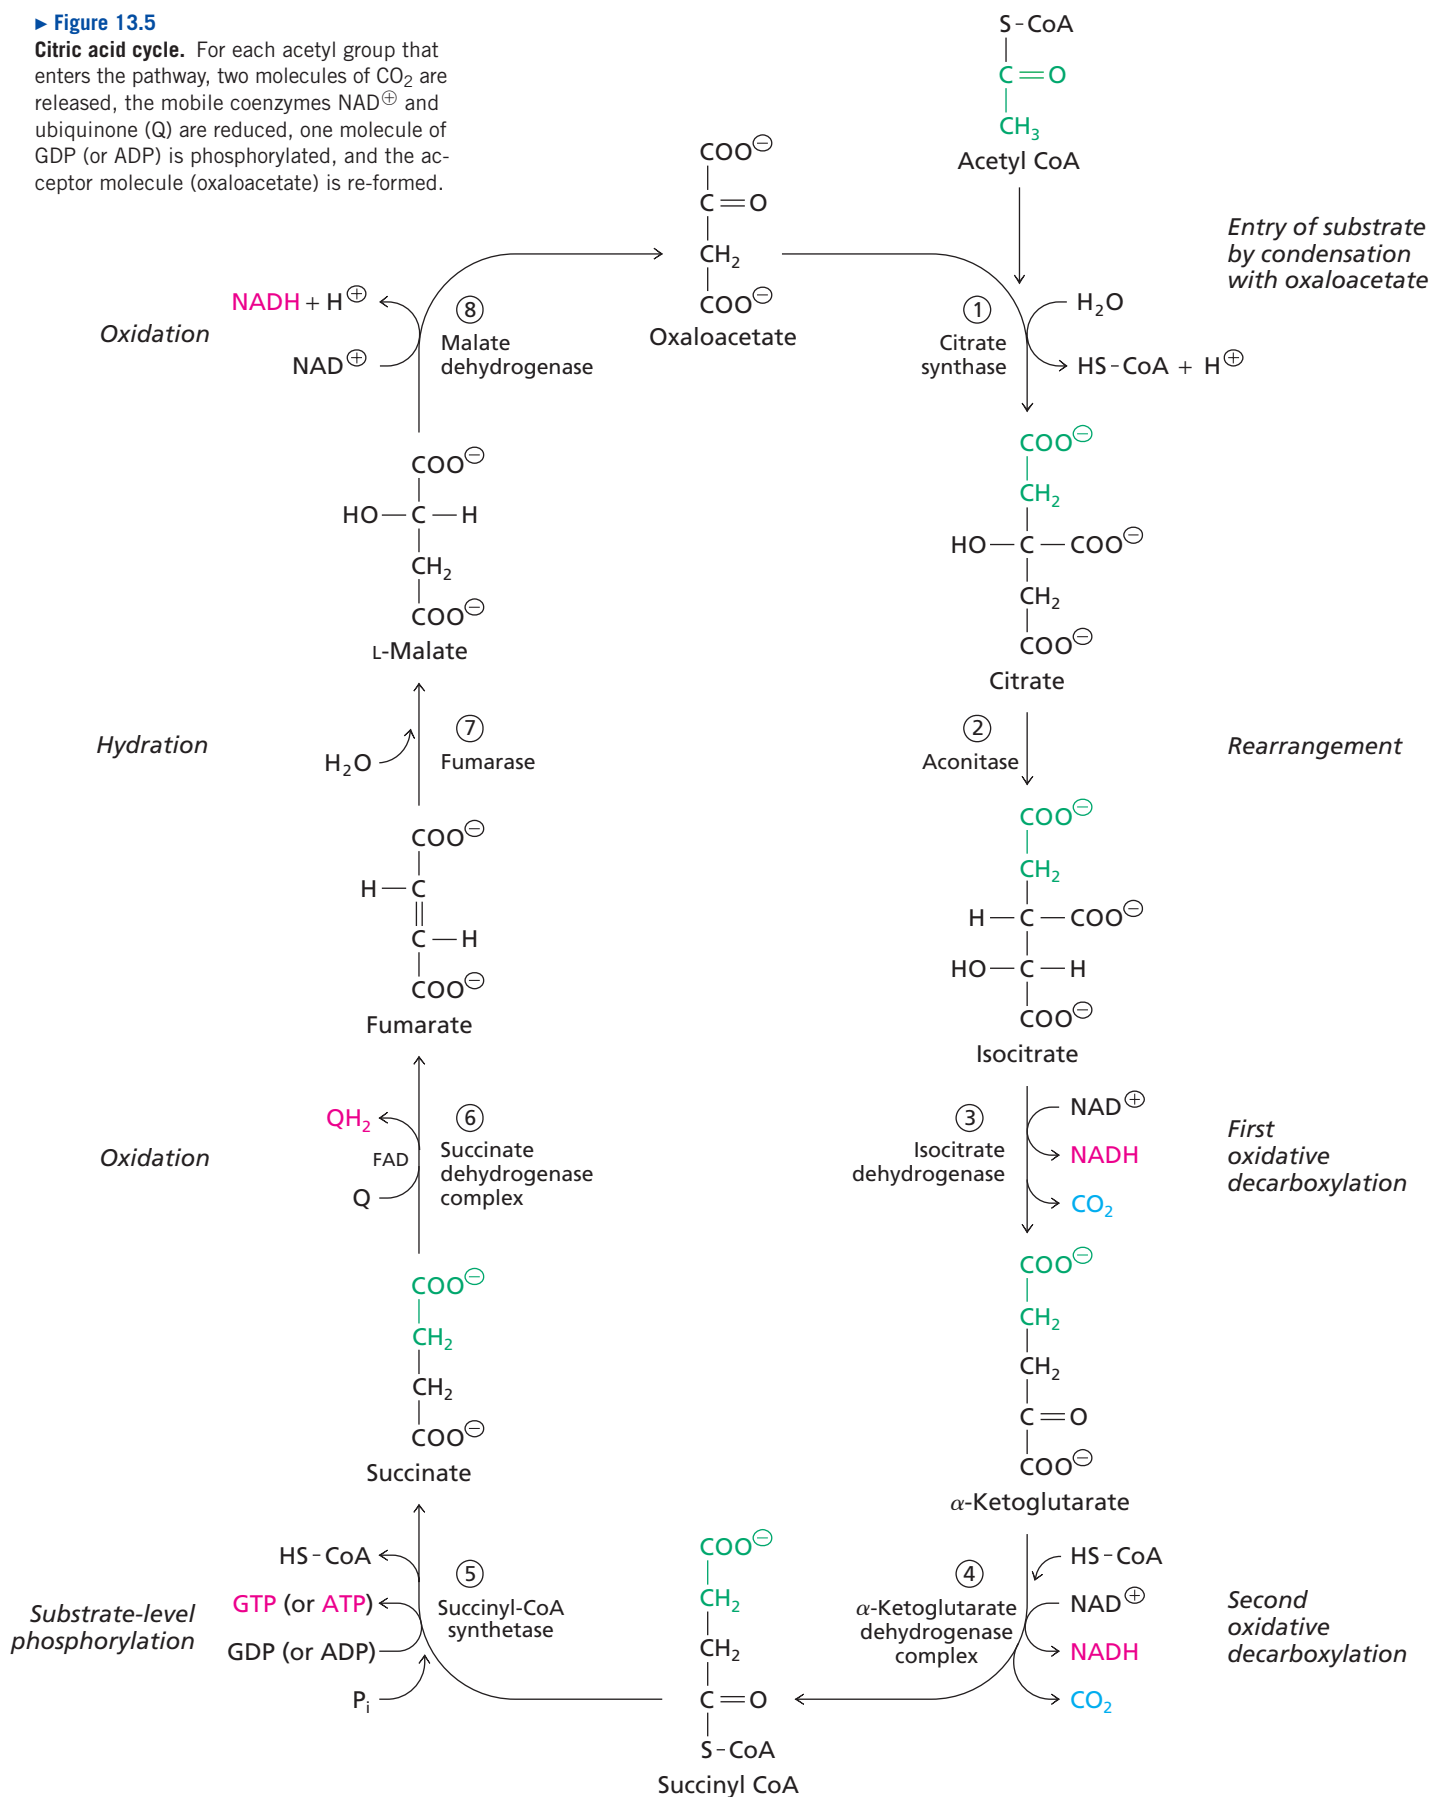 ► Figure 13.5
Citric acid cycle. For each acetyl group that
enters the pathway, two molecules of CO₂ are
released, the mobile coenzymes NAD⊕ and
ubiquinone (Q) are reduced, one molecule of
GDP (or ADP) is phosphorylated, and the ac-
ceptor molecule (oxaloacetate) is re-formed.
S-CoA
C=O
CH₃
Acetyl CoA
COO⊖
C=O
CH₂
COO⊖
Oxaloacetate
Entry of substrate
by condensation
with oxaloacetate
1
Citrate
synthase
H₂O
HS-CoA + H⊕
COO⊖
CH₂
HO—C—COO⊖
CH₂
COO⊖
Citrate
2
Aconitase
Rearrangement
COO⊖
CH₂
H—C—COO⊖
HO—C—H
COO⊖
Isocitrate
3
Isocitrate
dehydrogenase
NAD⊕
NADH
CO₂
First
oxidative
decarboxylation
COO⊖
CH₂
CH₂
C=O
COO⊖
α-Ketoglutarate
4
α-Ketoglutarate
dehydrogenase
complex
HS-CoA
NAD⊕
NADH
CO₂
Second
oxidative
decarboxylation
COO⊖
CH₂
CH₂
C=O
S-CoA
Succinyl CoA
5
Succinyl-CoA
synthetase
HS-CoA
GTP (or ATP)
GDP (or ADP)
Pᵢ
Substrate-level
phosphorylation
COO⊖
CH₂
CH₂
COO⊖
Succinate
6
Succinate
dehydrogenase
complex
QH₂
FAD
Q
Oxidation
COO⊖
H—C
C—H
COO⊖
Fumarate
7
Fumarase
H₂O
Hydration
COO⊖
HO—C—H
CH₂
COO⊖
L-Malate
8
Malate
dehydrogenase
NADH + H⊕
NAD⊕
Oxidation